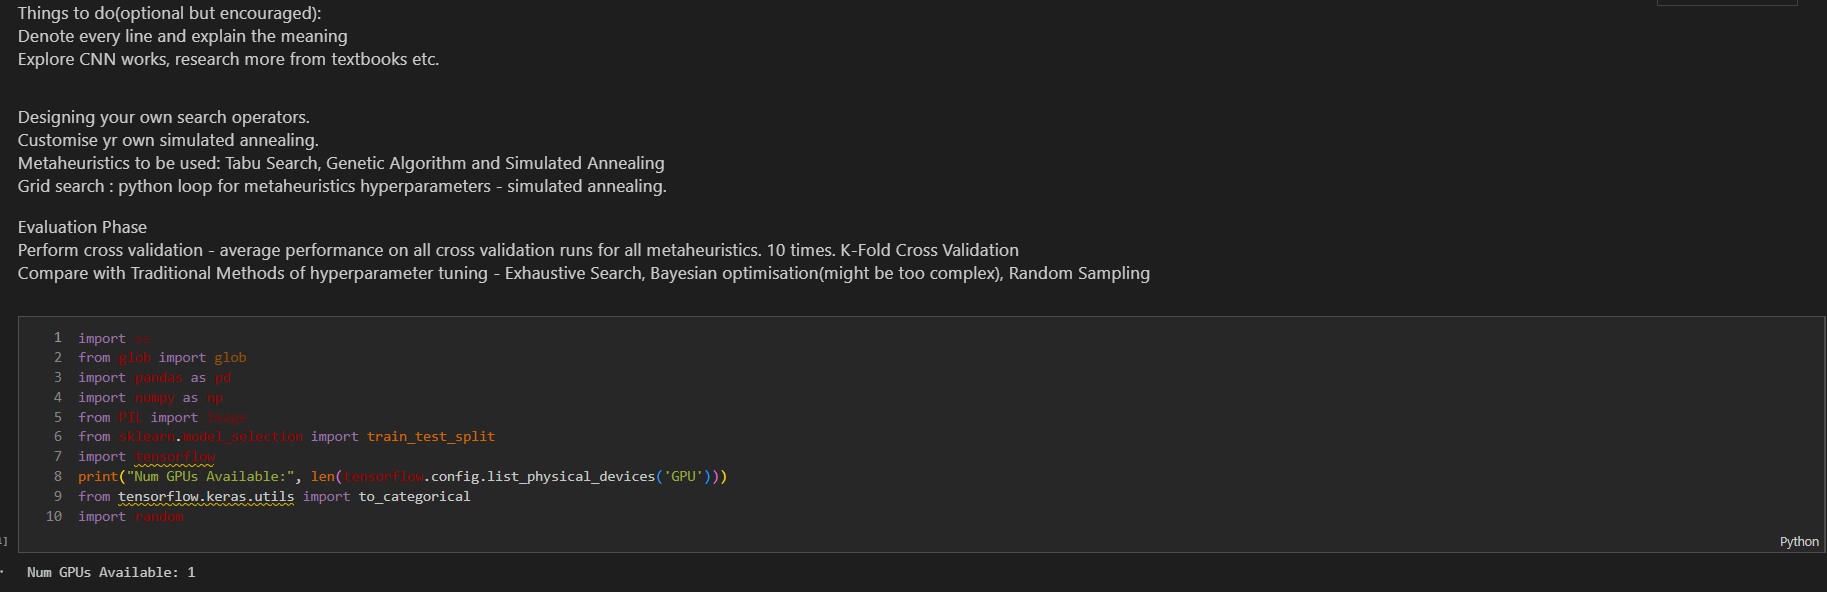 Things to do(optional but encouraged):
Denote every line and explain the meaning
Explore CNN works, research more from textbooks etc.
Designing your own search operators.
Customise yr own simulated annealing.
Metaheuristics to be used: Tabu Search, Genetic Algorithm and Simulated Annealing
Grid search : python loop for metaheuristics hyperparameters - simulated annealing.
Evaluation Phase
Perform cross validation - average performance on all cross validation runs for all metaheuristics. 10 times. K-Fold Cross Validation
Compare with Traditional Methods of hyperparameter tuning - Exhaustive Search, Bayesian optimisation(might be too complex), Random Sampling
1 import
2 from glob import glob
3 import pandas as pd
4 import numpy as np
5 from PIL import Image
6 from sklearn.model_selection import train_test_split
7 import tensorflow
8 print("Num GPUs Available:", len(tensorflow.config.list_physical_devices('GPU')))
9 from tensorflow.keras.utils import to_categorical
10 import random
Python
Num GPUs Available: 1